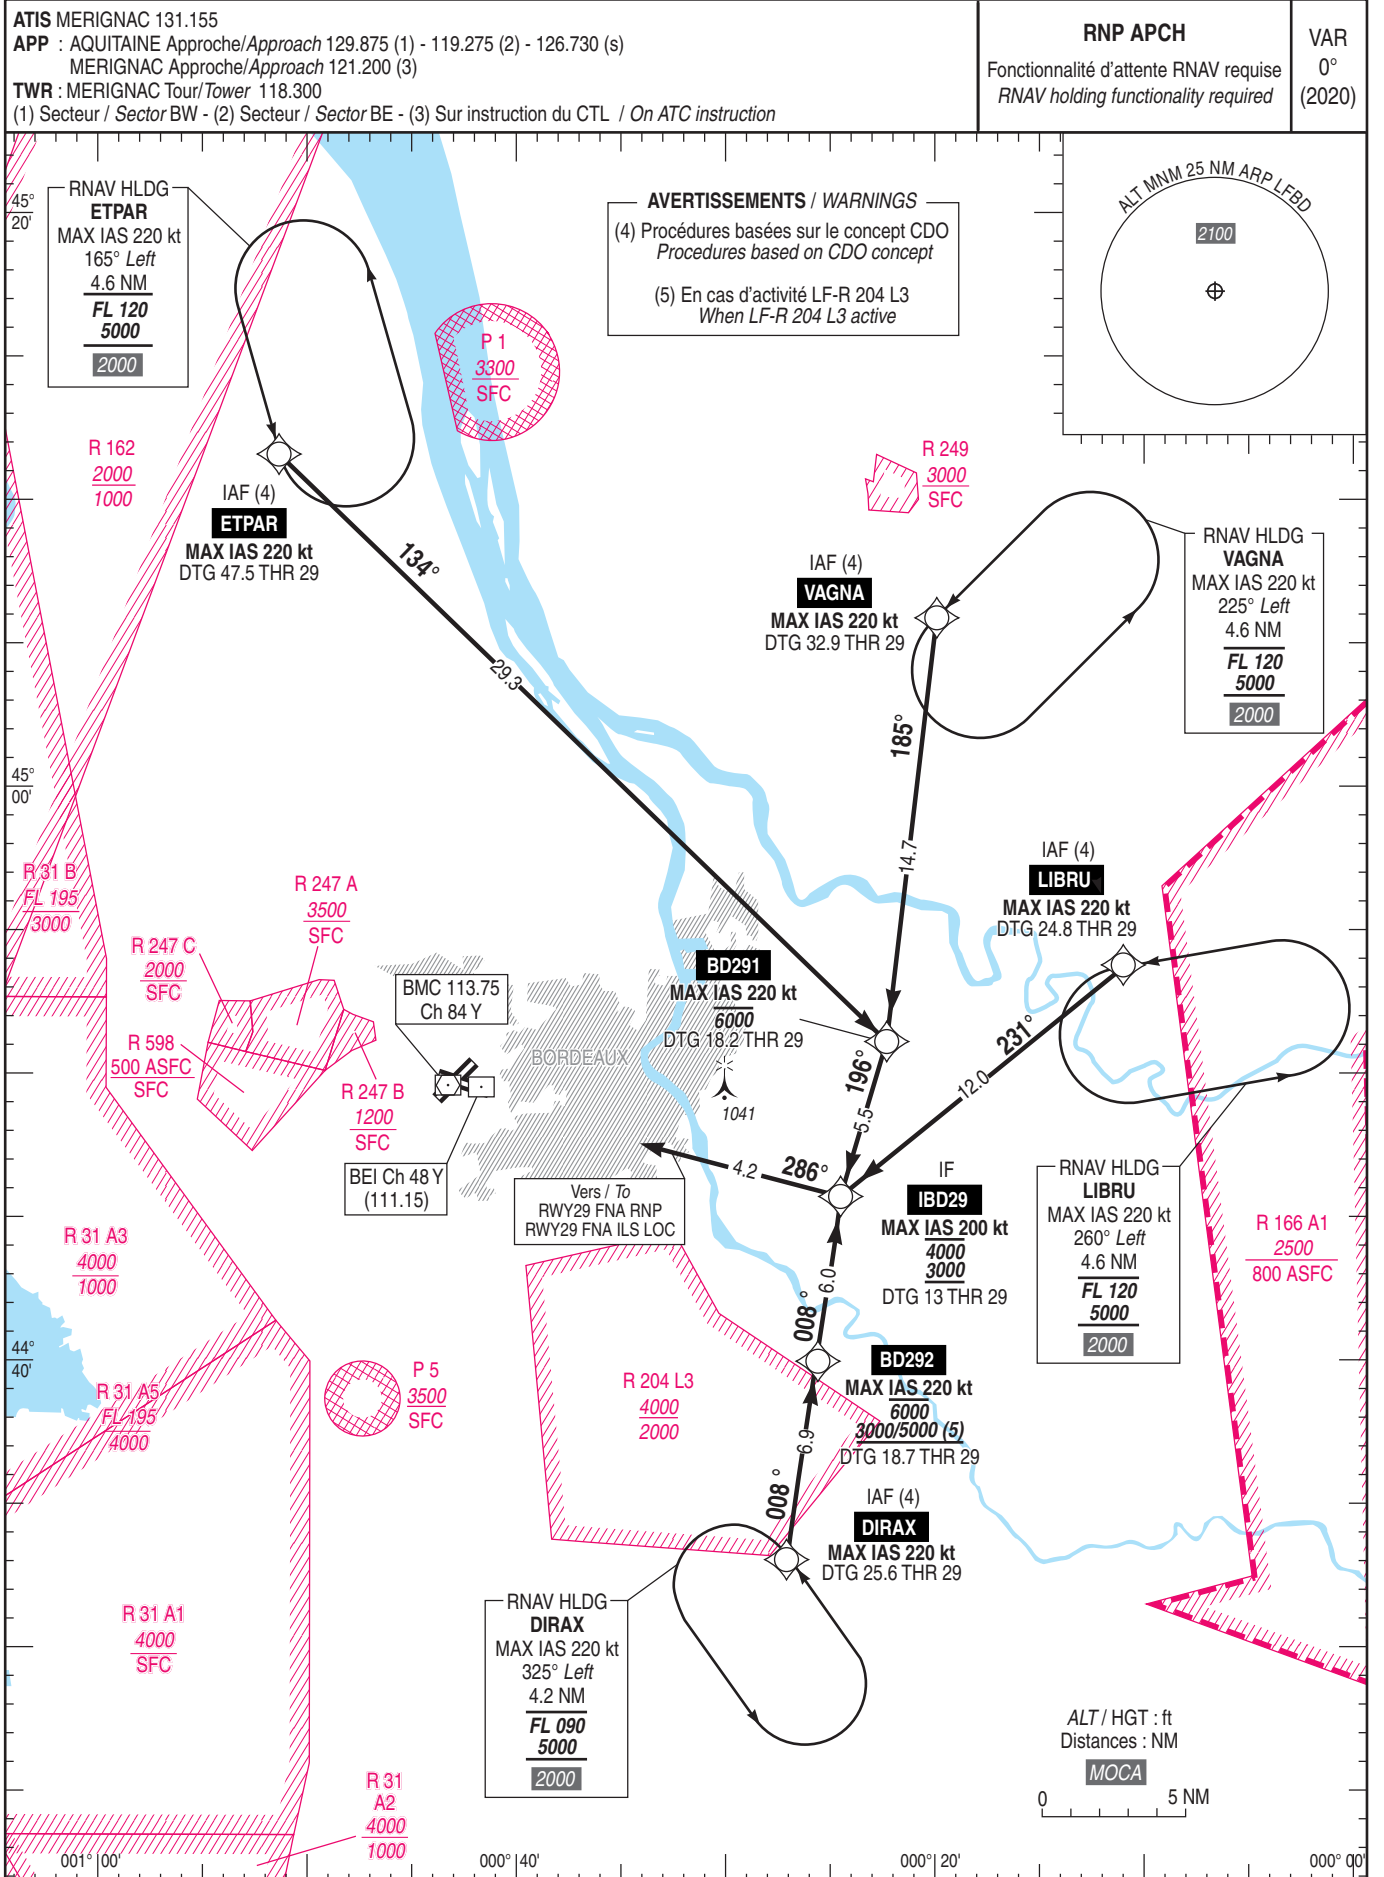 ATIS MERIGNAC 131.155
APP : AQUITAINE Approche/Approach 129.875 (1) - 119.275 (2) - 126.730 (s)
MERIGNAC Approche/Approach 121.200 (3)
TWR : MERIGNAC Tour/Tower 118.300
(1) Secteur / Sector BW - (2) Secteur / Sector BE - (3) Sur instruction du CTL / On ATC instruction
RNP APCH
Fonctionnalité d'attente RNAV requise
RNAV holding functionality required
VAR
0°
(2020)
ALT MNM 25 NM ARP LFBD
2100
AVERTISSEMENTS / WARNINGS
(4) Procédures basées sur le concept CDO
Procedures based on CDO concept
(5) En cas d'activité LF-R 204 L3
When LF-R 204 L3 active
RNAV HLDG
ETPAR
MAX IAS 220 kt
165° Left
4.6 NM
FL 120
5000
2000
45°
20'
P 1
3300
SFC
R 162
2000
1000
IAF (4)
ETPAR
MAX IAS 220 kt
DTG 47.5 THR 29
134°
29.3
R 249
3000
SFC
IAF (4)
VAGNA
MAX IAS 220 kt
DTG 32.9 THR 29
RNAV HLDG
VAGNA
MAX IAS 220 kt
225° Left
4.6 NM
FL 120
5000
2000
185°
14.7
45°
00'
R 31 B
FL 195
3000
R 247 A
3500
SFC
R 247 C
2000
SFC
R 598
500 ASFC
SFC
R 247 B
1200
SFC
BMC 113.75
Ch 84 Y
BEI Ch 48 Y
(111.15)
BORDEAUX
BD291
MAX IAS 220 kt
6000
DTG 18.2 THR 29
1041
IAF (4)
LIBRU
MAX IAS 220 kt
DTG 24.8 THR 29
231°
12.0
196°
5.5
286°
4.2
Vers / To
RWY29 FNA RNP
RWY29 FNA ILS LOC
IF
IBD29
MAX IAS 200 kt
4000
3000
DTG 13 THR 29
RNAV HLDG
LIBRU
MAX IAS 220 kt
260° Left
4.6 NM
FL 120
5000
2000
R 166 A1
2500
800 ASFC
R 31 A3
4000
1000
008°
6.0
44°
40'
R 31 A5
FL 195
4000
P 5
3500
SFC
R 204 L3
4000
2000
BD292
MAX IAS 220 kt
6000
3000/5000 (5)
DTG 18.7 THR 29
008°
6.9
IAF (4)
DIRAX
MAX IAS 220 kt
DTG 25.6 THR 29
RNAV HLDG
DIRAX
MAX IAS 220 kt
325° Left
4.2 NM
FL 090
5000
2000
R 31 A1
4000
SFC
R 31
A2
4000
1000
ALT / HGT : ft
Distances : NM
MOCA
0 5 NM
001° 00'
000° 40'
000° 20'
000° 00'